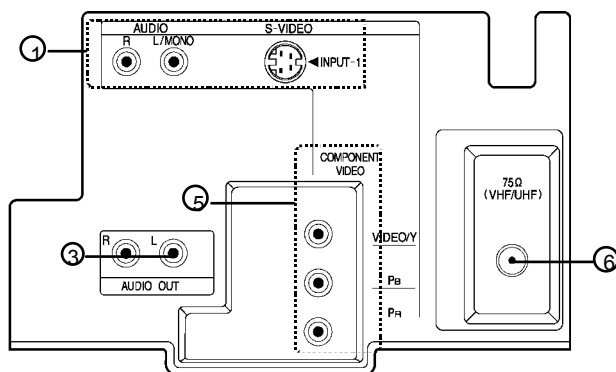 AUDIO
S-VIDEO
R
L/MONO
1
INPUT-1
COMPONENT
VIDEO
75Ω
(VHF/UHF)
5
VIDEO/Y
R
L
3
6
PB
AUDIO OUT
PR